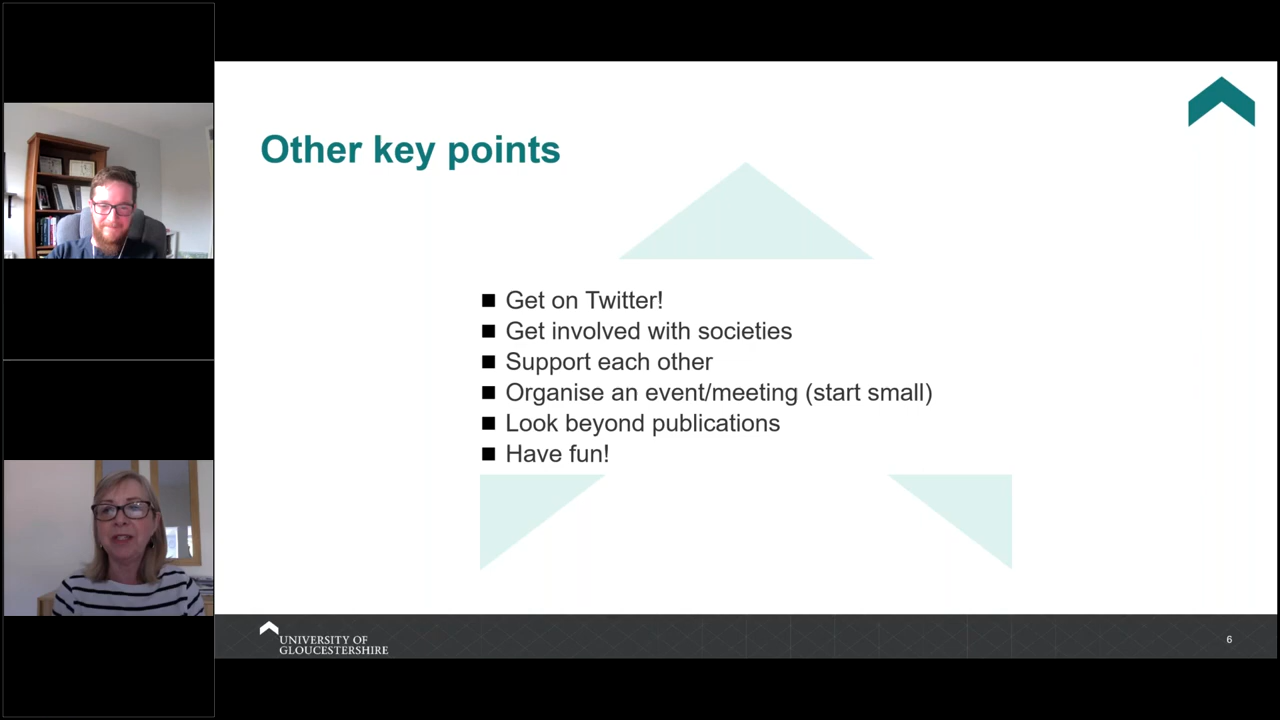 Other key points
Get on Twitter!
Get involved with societies
Support each other
Organise an event/meeting (start small)
Look beyond publications
Have fun!
UNIVERSITY OF
GLOUCESTERSHIRE
6